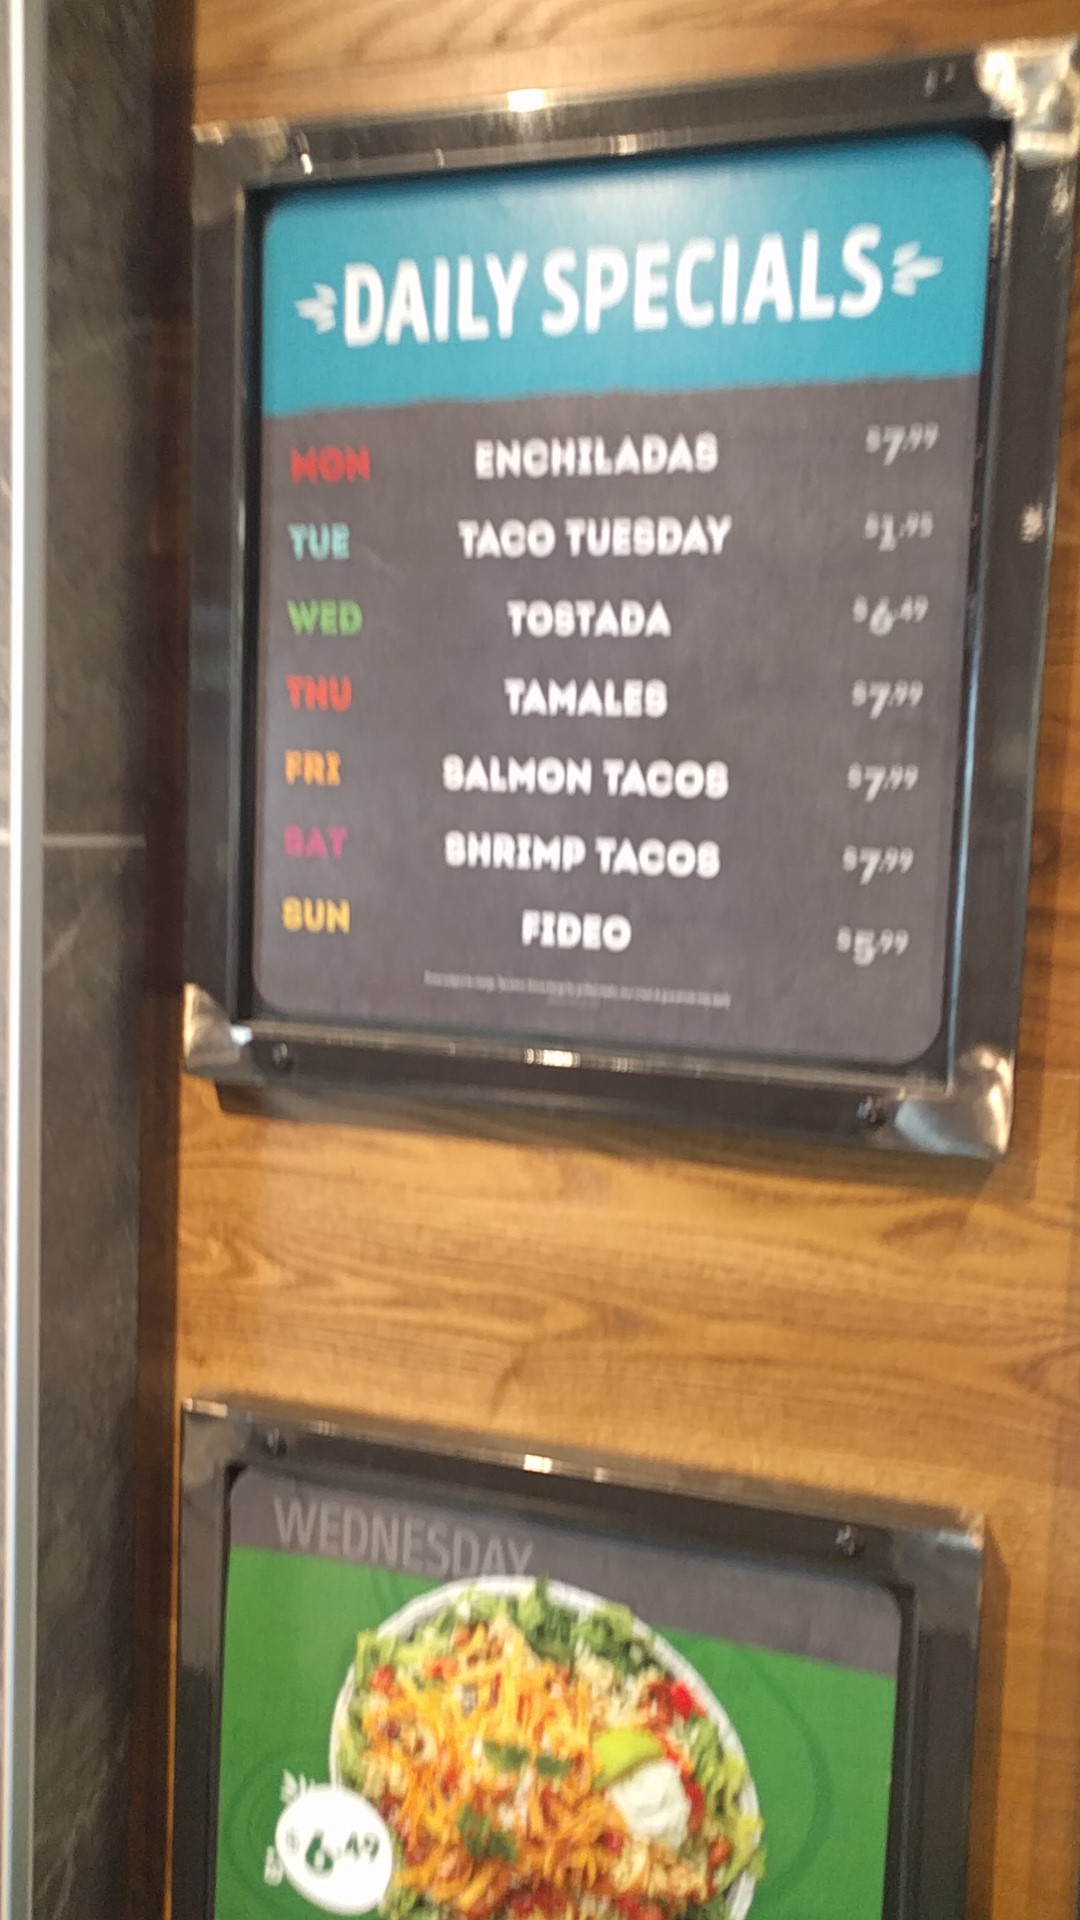 DAILY SPECIALS
MON ENCHILADAS $7.99
TUE TACO TUESDAY $1.95
WED TOSTADA $6.49
THU TAMALES $7.99
FRI SALMON TACOS $7.99
SAT SHRIMP TACOS $7.99
SUN FIDEO $5.99
WEDNESDAY
$6.49